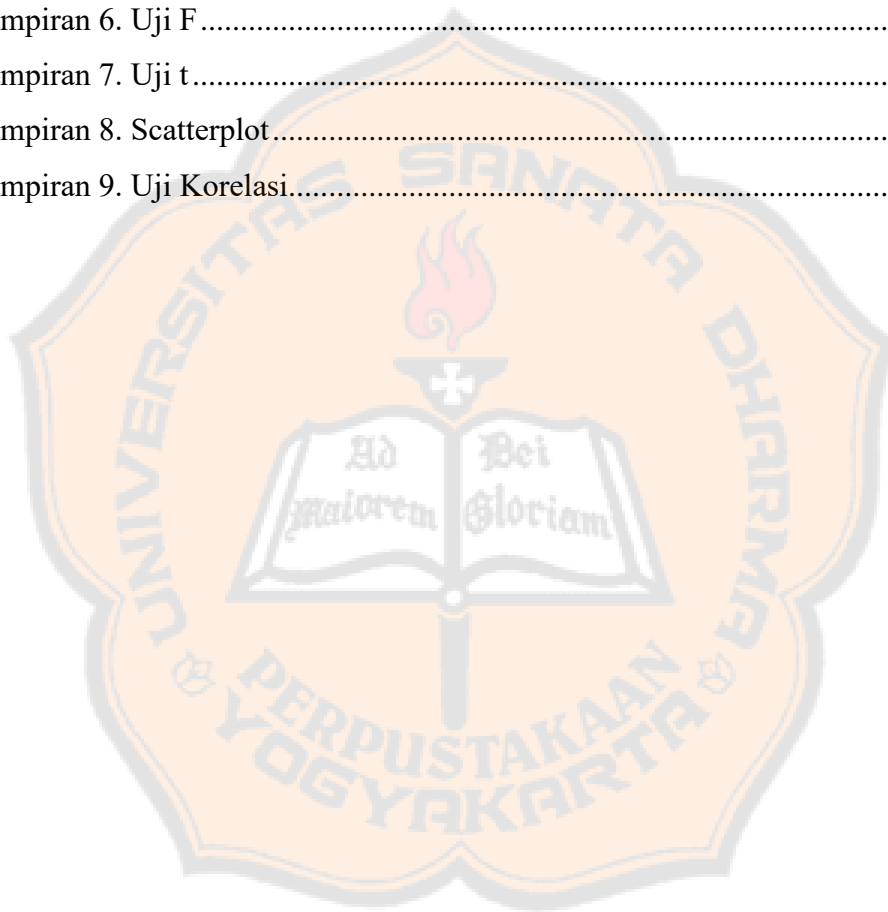 mpiran 6. Uji F........................................................................................
mpiran 7. Uji t.........................................................................................
mpiran 8. Scatterplot..............................................................................
mpiran 9. Uji Korelasi............................................................................
UNIVERSITAS SANATA DHARMA
Ad Dei
Maiorem Gloriam
PERPUSTAKAAN
YOGYAKARTA